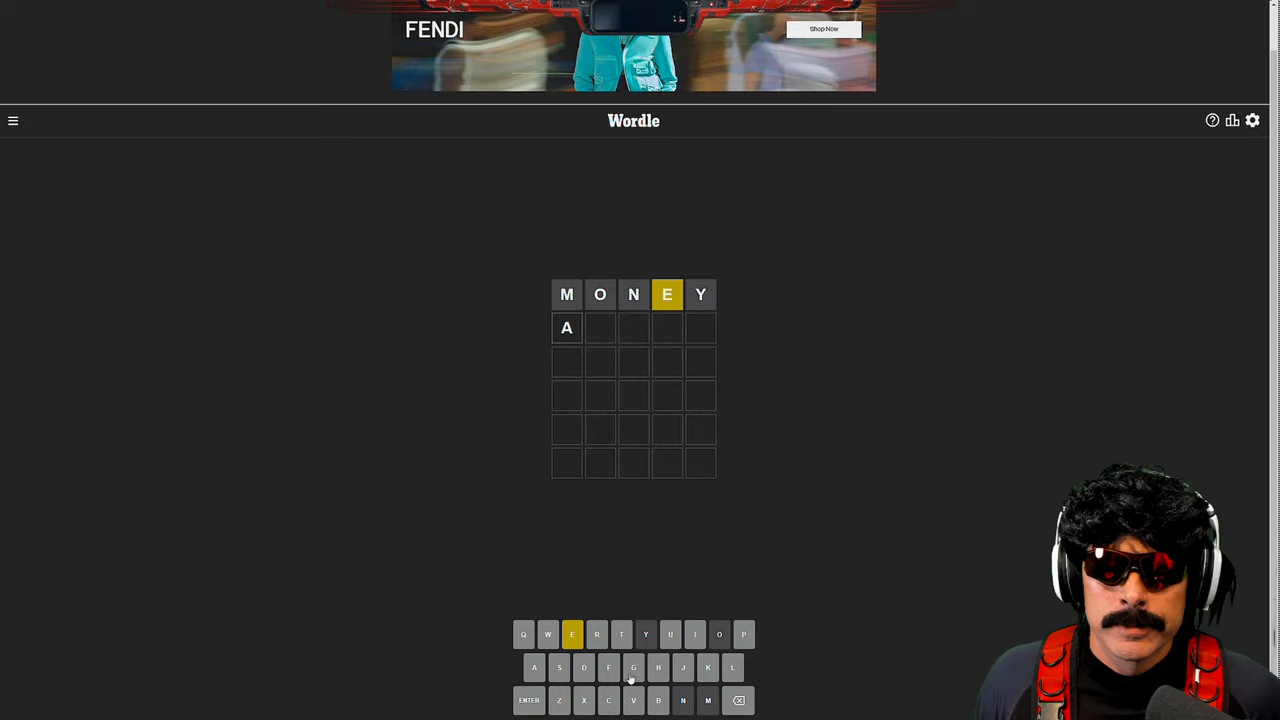 FENDI
Shop Now
Wordle
M O N E Y
A
Q W E R T Y U I O P
A S D F G H J K L
ENTER Z X C V B N M